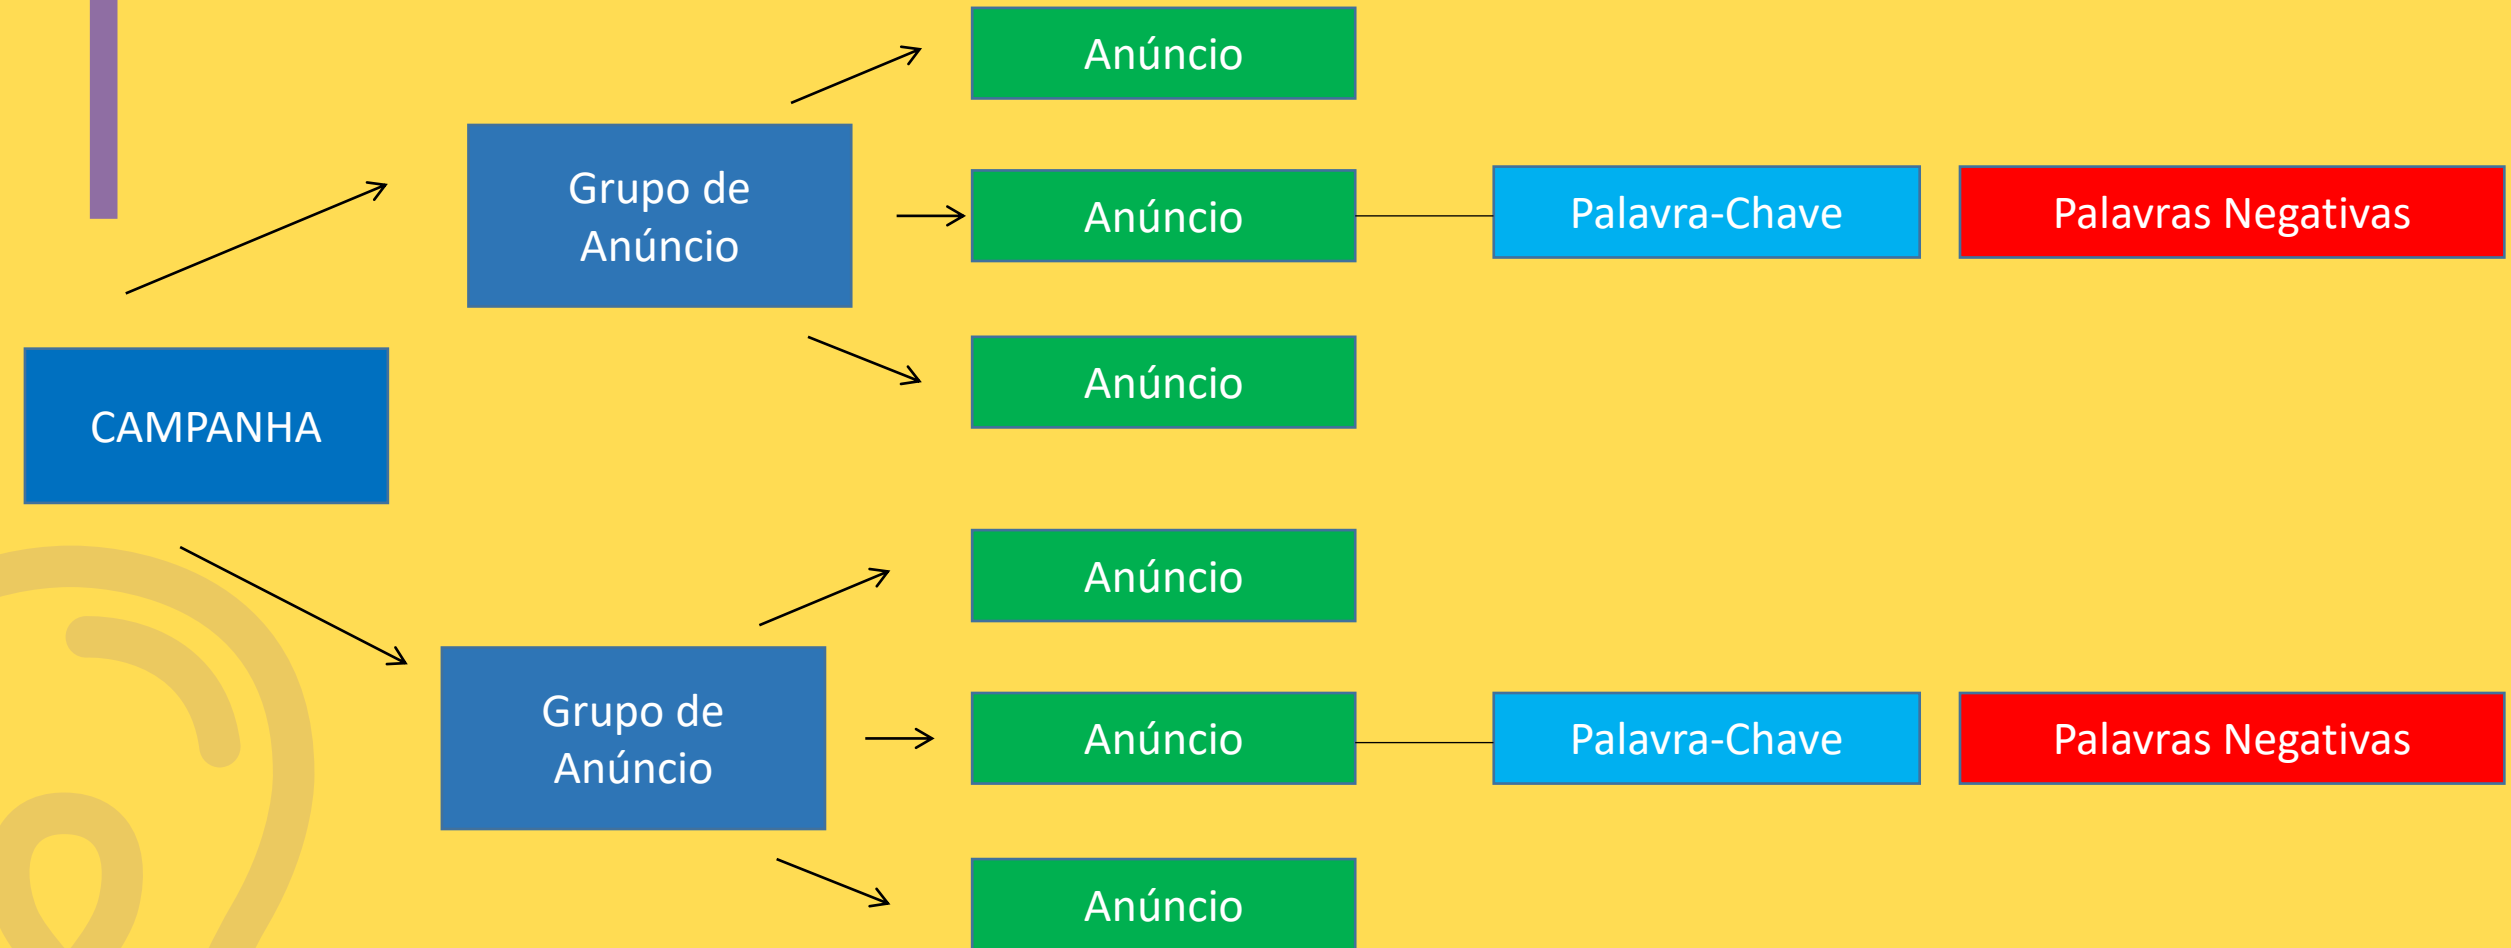 Anúncio
Grupo de
Anúncio
Anúncio
Palavra-Chave
Palavras Negativas
Anúncio
CAMPANHA
Anúncio
Grupo de
Anúncio
Anúncio
Palavra-Chave
Palavras Negativas
Anúncio